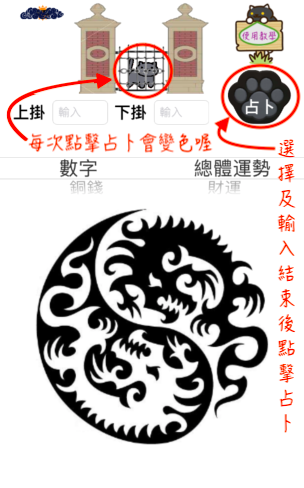 使用教學
上掛 輸入 下掛 輸入 占卜
每次點擊占卜會變色喔
數字 總體運勢
銅錢 財運
選擇及輸入結束後點擊占卜